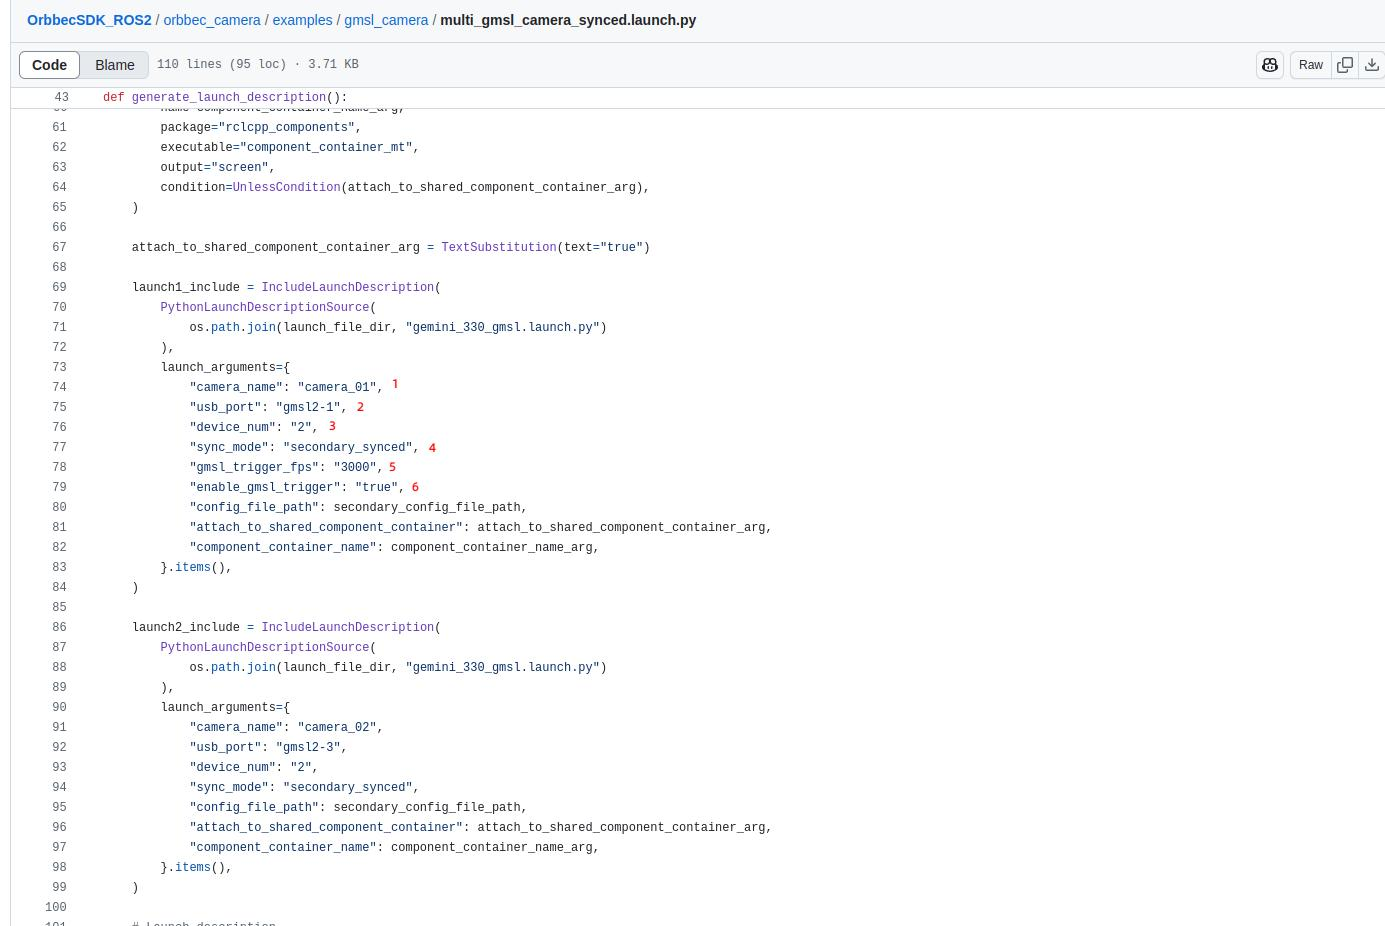 OrbbecSDK_ROS2 / orbbec_camera / examples / gmsl_camera / multi_gmsl_camera_synced.launch.py
Code Blame 110 lines (95 loc) · 3.71 KB Raw
43 def generate_launch_description():
60 name=component_container_name_arg,
61 package="rclcpp_components",
62 executable="component_container_mt",
63 output="screen",
64 condition=UnlessCondition(attach_to_shared_component_container_arg),
65 )
66
67 attach_to_shared_component_container_arg = TextSubstitution(text="true")
68
69 launch1_include = IncludeLaunchDescription(
70 PythonLaunchDescriptionSource(
71 os.path.join(launch_file_dir, "gemini_330_gmsl.launch.py")
72 ),
73 launch_arguments={
74 "camera_name": "camera_01", 1
75 "usb_port": "gmsl2-1", 2
76 "device_num": "2", 3
77 "sync_mode": "secondary_synced", 4
78 "gmsl_trigger_fps": "3000", 5
79 "enable_gmsl_trigger": "true", 6
80 "config_file_path": secondary_config_file_path,
81 "attach_to_shared_component_container": attach_to_shared_component_container_arg,
82 "component_container_name": component_container_name_arg,
83 }.items(),
84 )
85
86 launch2_include = IncludeLaunchDescription(
87 PythonLaunchDescriptionSource(
88 os.path.join(launch_file_dir, "gemini_330_gmsl.launch.py")
89 ),
90 launch_arguments={
91 "camera_name": "camera_02",
92 "usb_port": "gmsl2-3",
93 "device_num": "2",
94 "sync_mode": "secondary_synced",
95 "config_file_path": secondary_config_file_path,
96 "attach_to_shared_component_container": attach_to_shared_component_container_arg,
97 "component_container_name": component_container_name_arg,
98 }.items(),
99 )
100
101 # Launch description